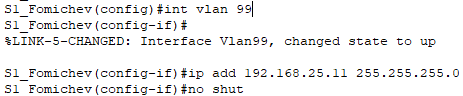 S1_Fomichev(config)#int vlan 99
S1_Fomichev(config-if)#
%LINK-5-CHANGED: Interface Vlan99, changed state to up
S1_Fomichev(config-if)#ip add 192.168.25.11 255.255.255.0
S1_Fomichev(config-if)#no shut